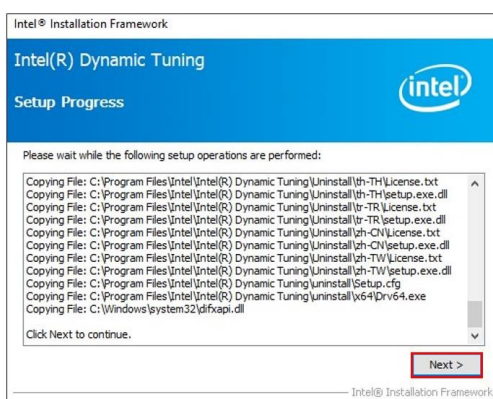 Intel® Installation Framework
Intel(R) Dynamic Tuning
Setup Progress
intel
Please wait while the following setup operations are performed:
Copying File: C:\Program Files\Intel\Intel(R) Dynamic Tuning\Uninstall\th-TH\License.txt
Copying File: C:\Program Files\Intel\Intel(R) Dynamic Tuning\Uninstall\th-TH\setup.exe.dll
Copying File: C:\Program Files\Intel\Intel(R) Dynamic Tuning\Uninstall\tr-TR\License.txt
Copying File: C:\Program Files\Intel\Intel(R) Dynamic Tuning\Uninstall\tr-TR\setup.exe.dll
Copying File: C:\Program Files\Intel\Intel(R) Dynamic Tuning\Uninstall\zh-CN\License.txt
Copying File: C:\Program Files\Intel\Intel(R) Dynamic Tuning\Uninstall\zh-CN\setup.exe.dll
Copying File: C:\Program Files\Intel\Intel(R) Dynamic Tuning\Uninstall\zh-TW\License.txt
Copying File: C:\Program Files\Intel\Intel(R) Dynamic Tuning\Uninstall\zh-TW\setup.exe.dll
Copying File: C:\Program Files\Intel\Intel(R) Dynamic Tuning\uninstall\Setup.cfg
Copying File: C:\Program Files\Intel\Intel(R) Dynamic Tuning\uninstall\x64\Drv64.exe
Copying File: C:\Windows\system32\difxapi.dll
Click Next to continue.
Next >
Intel® Installation Framework